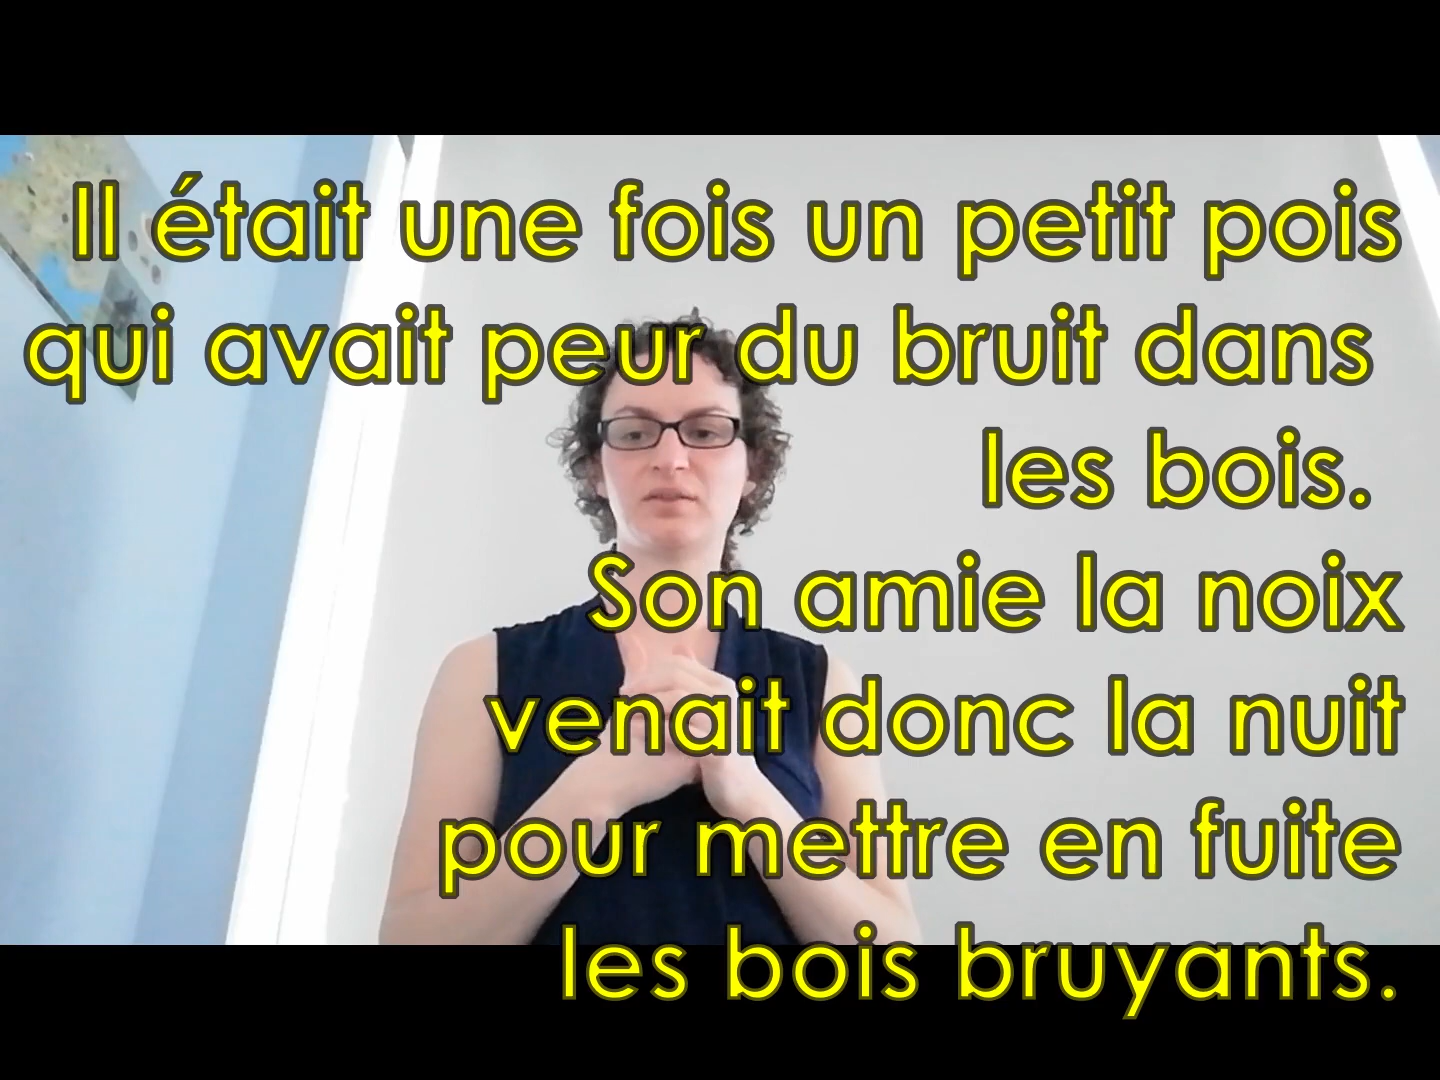 Il était une fois un petit pois
qui avait peur du bruit dans
les bois.
Son amie la noix
venait donc la nuit
pour mettre en fuite
les bois bruyants.